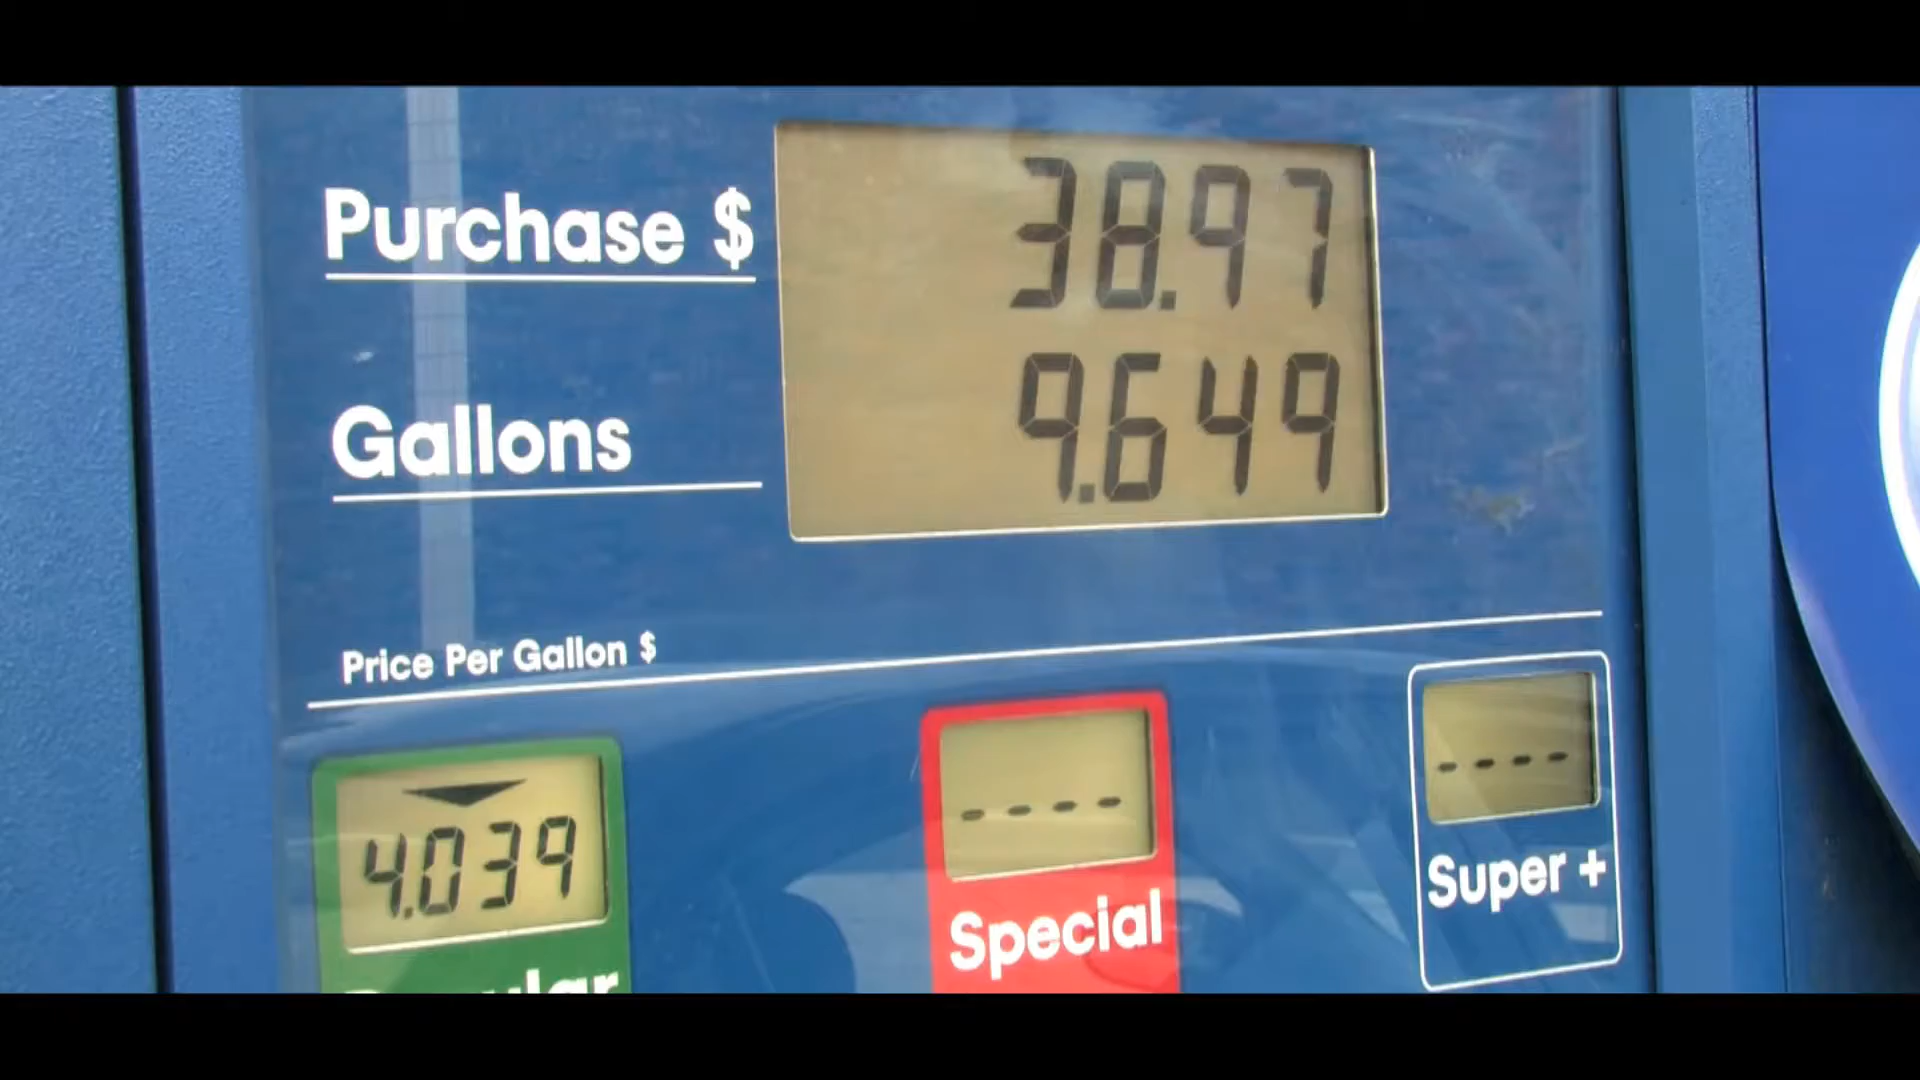 Purchase $ 38.97
Gallons 9.649
Price Per Gallon $
4.039
----
----
Special
Super +